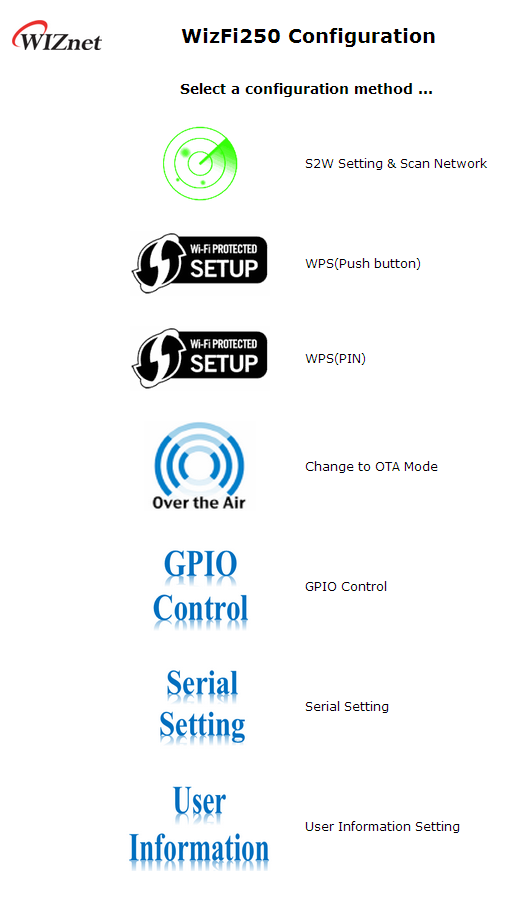 WIZnet
WizFi250 Configuration
Select a configuration method ...
S2W Setting & Scan Network
Wi-Fi PROTECTED
SETUP
WPS(Push button)
Wi-Fi PROTECTED
SETUP
WPS(PIN)
Over the Air
Change to OTA Mode
GPIO
Control
GPIO Control
Serial
Setting
Serial Setting
User
Information
User Information Setting